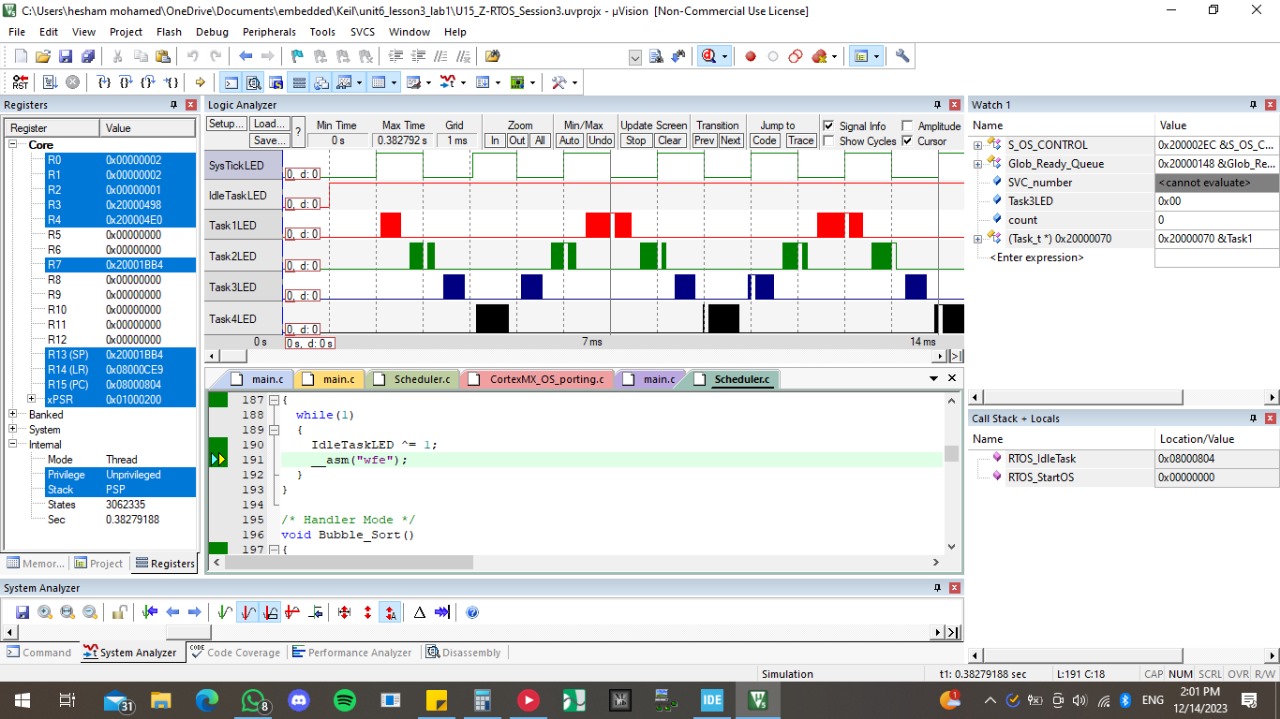 C:\Users\hesham mohamed\OneDrive\Documents\embedded\Keil\unit6_lesson3_lab1\U15_Z-RTOS_Session3.uvprojx - µVision [Non-Commercial Use License]
File Edit View Project Flash Debug Peripherals Tools SVCS Window Help
Registers
Register Value
Core
R0 0x00000002
R1 0x00000002
R2 0x00000001
R3 0x20000498
R4 0x200004E0
R5 0x00000000
R6 0x00000000
R7 0x20001BB4
R8 0x00000000
R9 0x00000000
R10 0x00000000
R11 0x00000000
R12 0x00000000
R13 (SP) 0x20001BB4
R14 (LR) 0x08000CE9
R15 (PC) 0x08000804
xPSR 0x01000200
Banked
System
Internal
Mode Thread
Privilege Unprivileged
Stack PSP
States 3062335
Sec 0.38279188
Memor... Project Registers
Logic Analyzer
Setup... Load... Save... ?
Min Time Max Time Grid Zoom Min/Max Update Screen Transition Jump to Signal Info Amplitude
0 s 0.382792 s 1 ms In Out All Auto Undo Stop Clear Prev Next Code Trace Show Cycles Cursor
SysTickLED 0, d: 0
IdleTaskLED 0, d: 0
Task1LED 0, d: 0
Task2LED 0, d: 0
Task3LED 0, d: 0
Task4LED 0, d: 0
0 s 0 s, d: 0 s 7 ms 14 ms
main.c main.c Scheduler.c CortexMX_OS_porting.c main.c Scheduler.c
187 {
188 while(1)
189 {
190 IdleTaskLED ^= 1;
191 __asm("wfe");
192 }
193 }
194
195 /* Handler Mode */
196 void Bubble_Sort()
197 {
Watch 1
Name Value
S_OS_CONTROL 0x200002EC &S_OS_C...
Glob_Ready_Queue 0x20000148 &Glob_Re...
SVC_number <cannot evaluate>
Task3LED 0x00
count 0
(Task_t *) 0x20000070 0x20000070 &Task1
<Enter expression>
Call Stack + Locals
Name Location/Value
RTOS_IdleTask 0x08000804
RTOS_StartOS 0x00000000
System Analyzer
Command System Analyzer Code Coverage Performance Analyzer Disassembly
Simulation t1: 0.38279188 sec L:191 C:18 CAP NUM SCRL OVR R/W
31 8 IDE 1 ENG 2:01 PM
12/14/2023